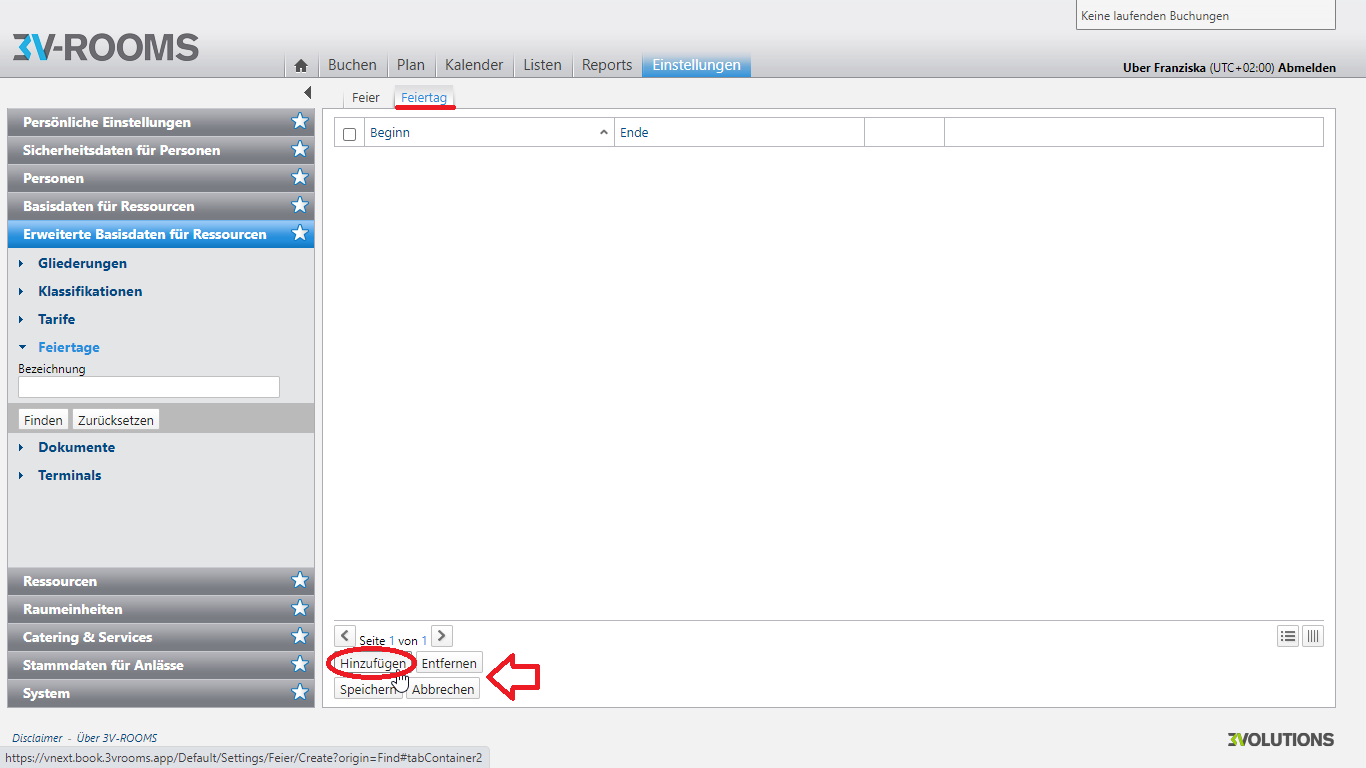 Keine laufenden Buchungen
3V-ROOMS
Buchen Plan Kalender Listen Reports Einstellungen
Uber Franziska (UTC+02:00) Abmelden
Feier Feiertag
Persönliche Einstellungen
Sicherheitsdaten für Personen
Personen
Basisdaten für Ressourcen
Erweiterte Basisdaten für Ressourcen
Gliederungen
Klassifikationen
Tarife
Feiertage
Bezeichnung
Finden Zurücksetzen
Dokumente
Terminals
Ressourcen
Raumeinheiten
Catering & Services
Stammdaten für Anlässe
System
Beginn Ende
Seite 1 von 1
Hinzufügen Entfernen
Speichern Abbrechen
Disclaimer - Über 3V-ROOMS
3VOLUTIONS
https://vnext.book.3vrooms.app/Default/Settings/Feier/Create?origin=Find#tabContainer2